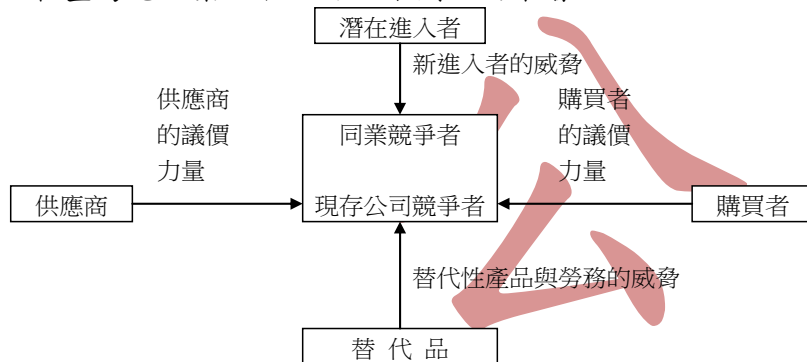 潛在進入者
新進入者的威脅
供應商
的議價
力量
同業競爭者
現存公司競爭者
購買者
的議價
力量
供應商
購買者
替代性產品與勞務的威脅
替 代 品
公